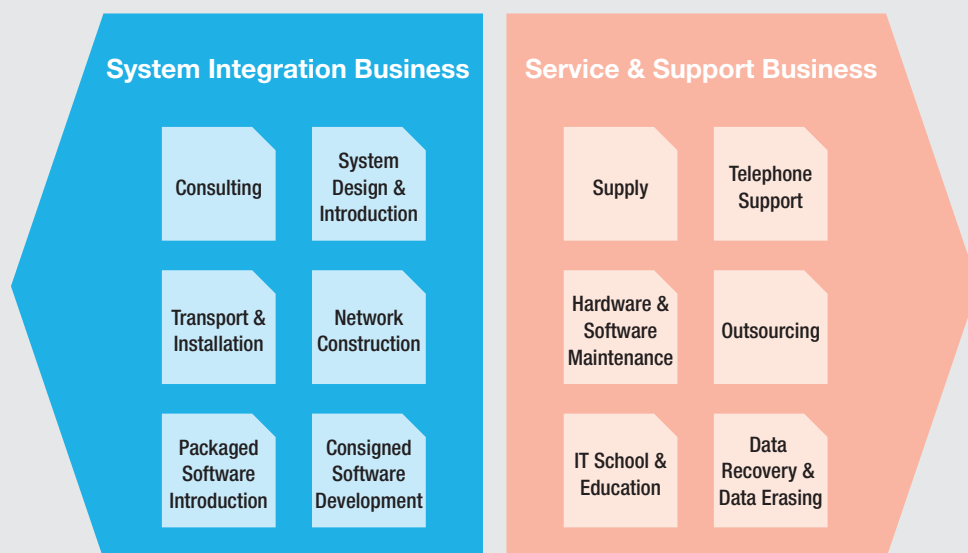 System Integration Business
Consulting
System
Design &
Introduction
Transport &
Installation
Network
Construction
Packaged
Software
Introduction
Consigned
Software
Development
Service & Support Business
Supply
Telephone
Support
Hardware &
Software
Maintenance
Outsourcing
IT School &
Education
Data
Recovery &
Data Erasing